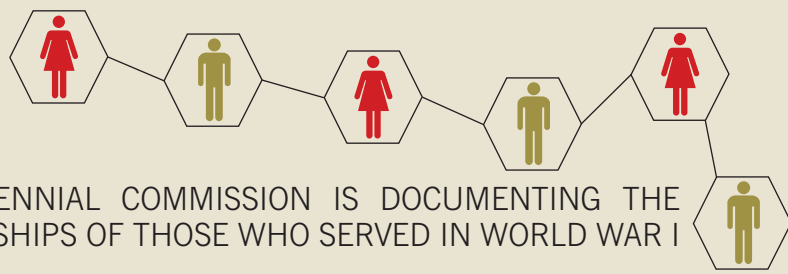 ENNIAL COMMISSION IS DOCUMENTING THE
SHIPS OF THOSE WHO SERVED IN WORLD WAR I